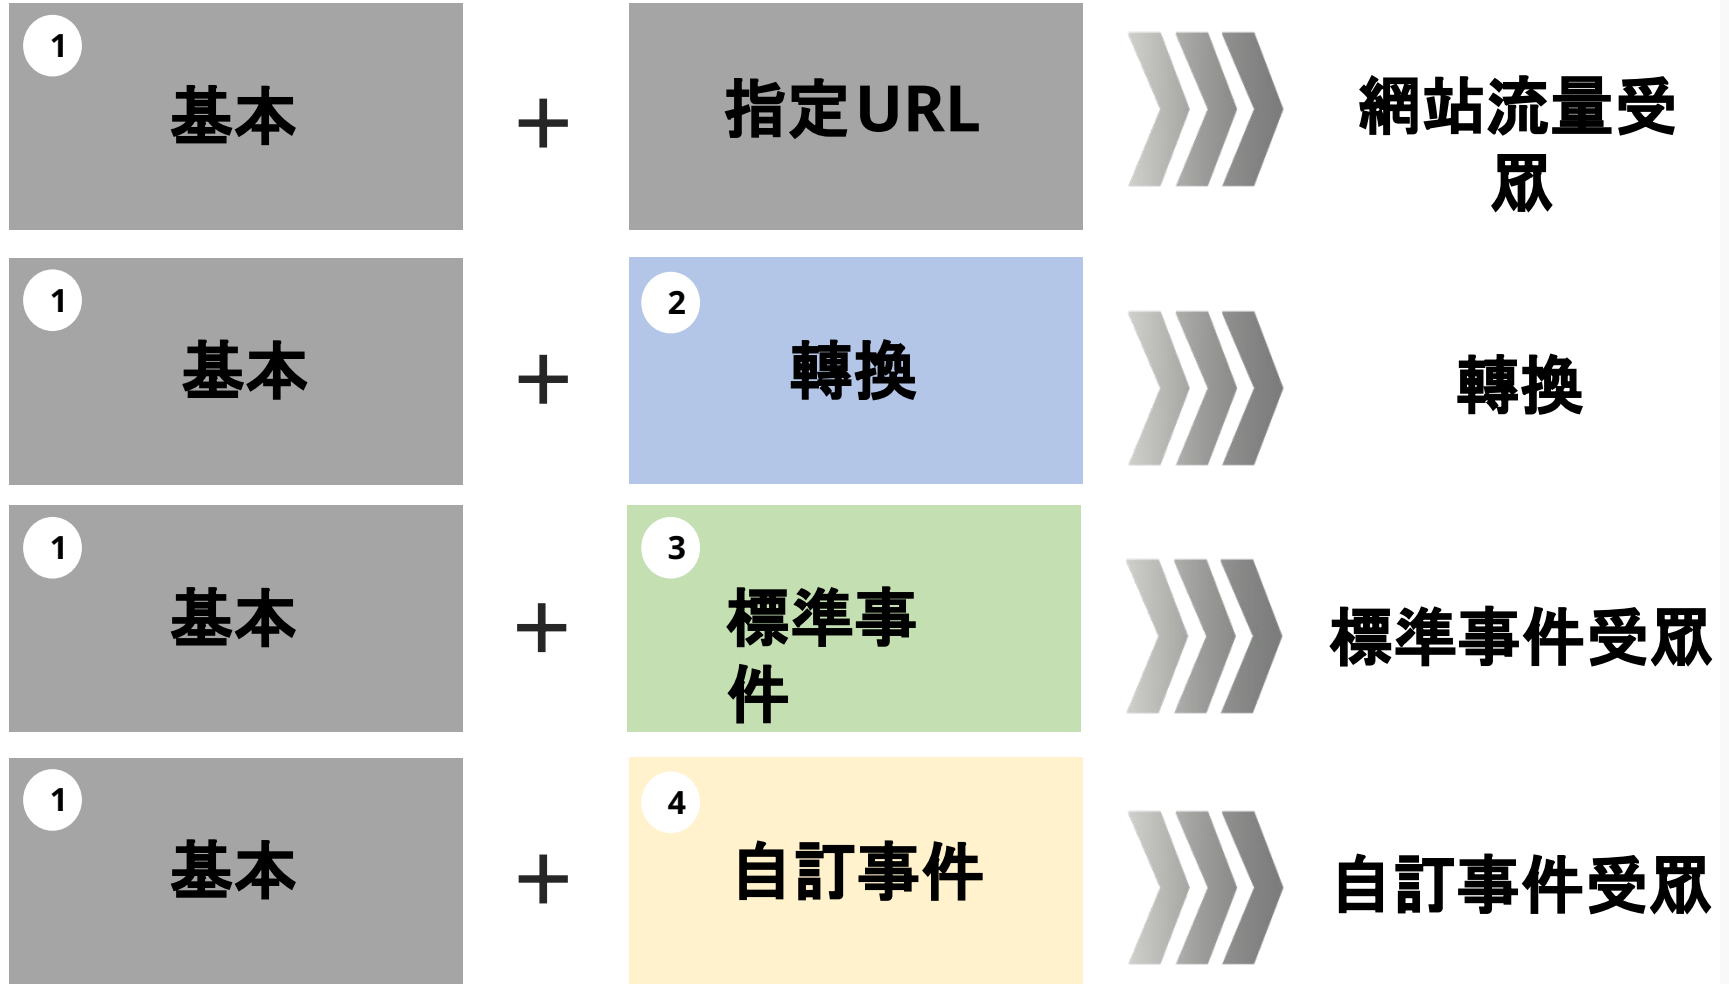 1
基本
+
指定URL
網站流量受
眾
1
基本
+
2
轉換
轉換
1
基本
+
3
標準事
件
標準事件受眾
1
基本
+
4
自訂事件
自訂事件受眾